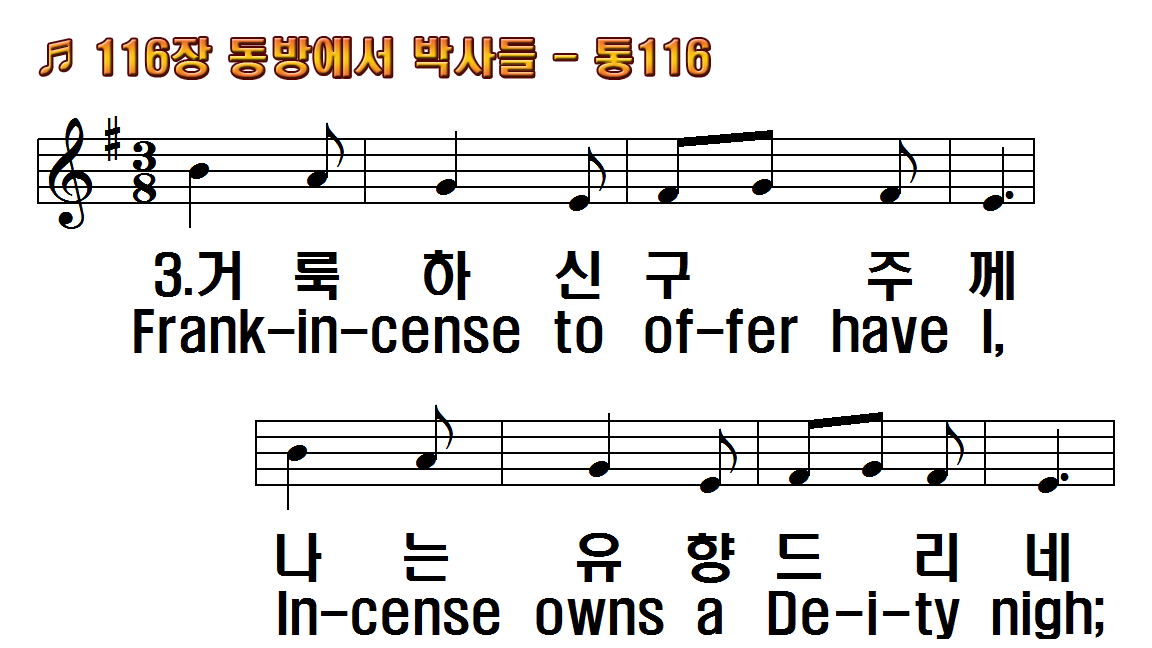 ♬ 116장 동방에서 박사들 - 통116
3.거 룩 하 신 구 주 께
Frank-in-cense to of-fer have I,
나 는 유 향 드 리 네
In-cense owns a De-i-ty nigh;